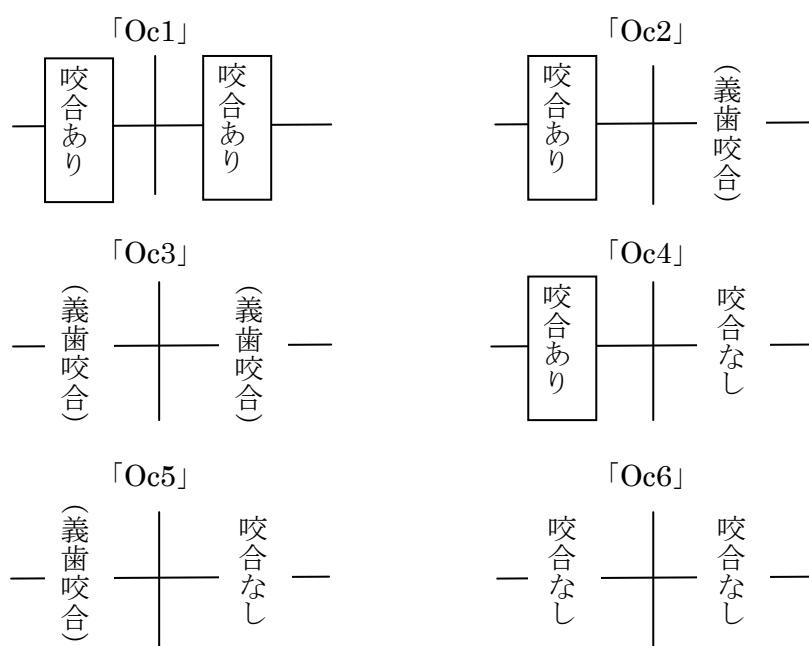 「Oc1」
咬合あり
咬合あり
「Oc2」
咬合あり
(義歯咬合)
「Oc3」
(義歯咬合)
(義歯咬合)
「Oc4」
咬合あり
咬合なし
「Oc5」
(義歯咬合)
咬合なし
「Oc6」
咬合なし
咬合なし